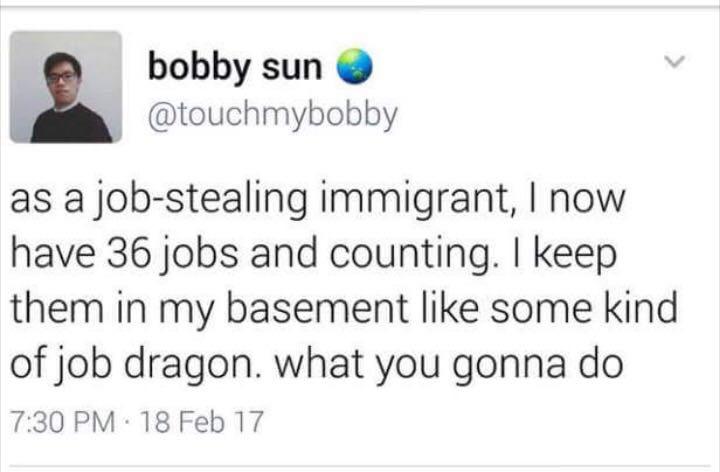 bobby sun 🌏
@touchmybobby
as a job-stealing immigrant, I now
have 36 jobs and counting. I keep
them in my basement like some kind
of job dragon. what you gonna do
7:30 PM · 18 Feb 17